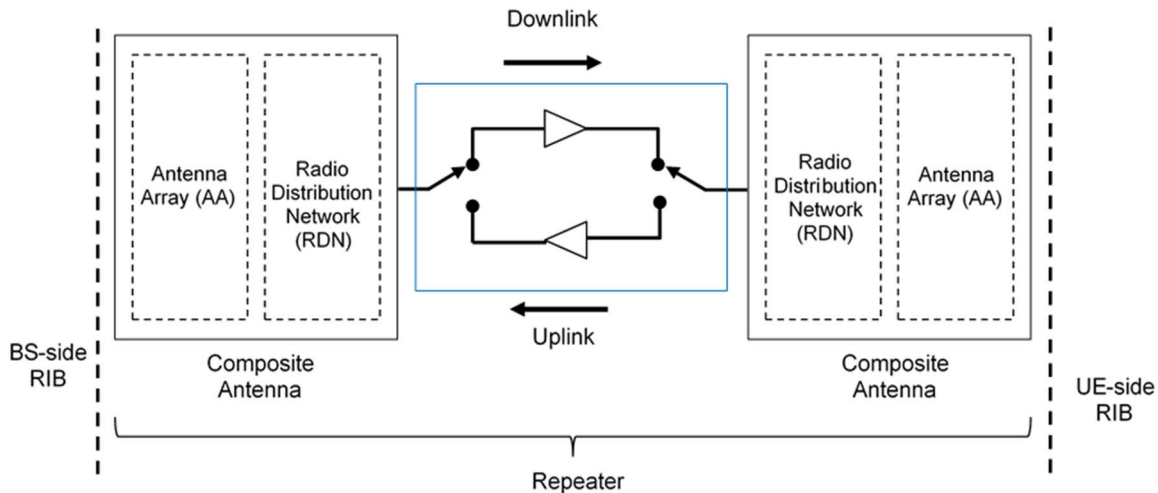 Downlink
Antenna
Array (AA)
Radio
Distribution
Network
(RDN)
Radio
Distribution
Network
(RDN)
Antenna
Array (AA)
Uplink
BS-side
RIB
Composite
Antenna
Composite
Antenna
UE-side
RIB
Repeater